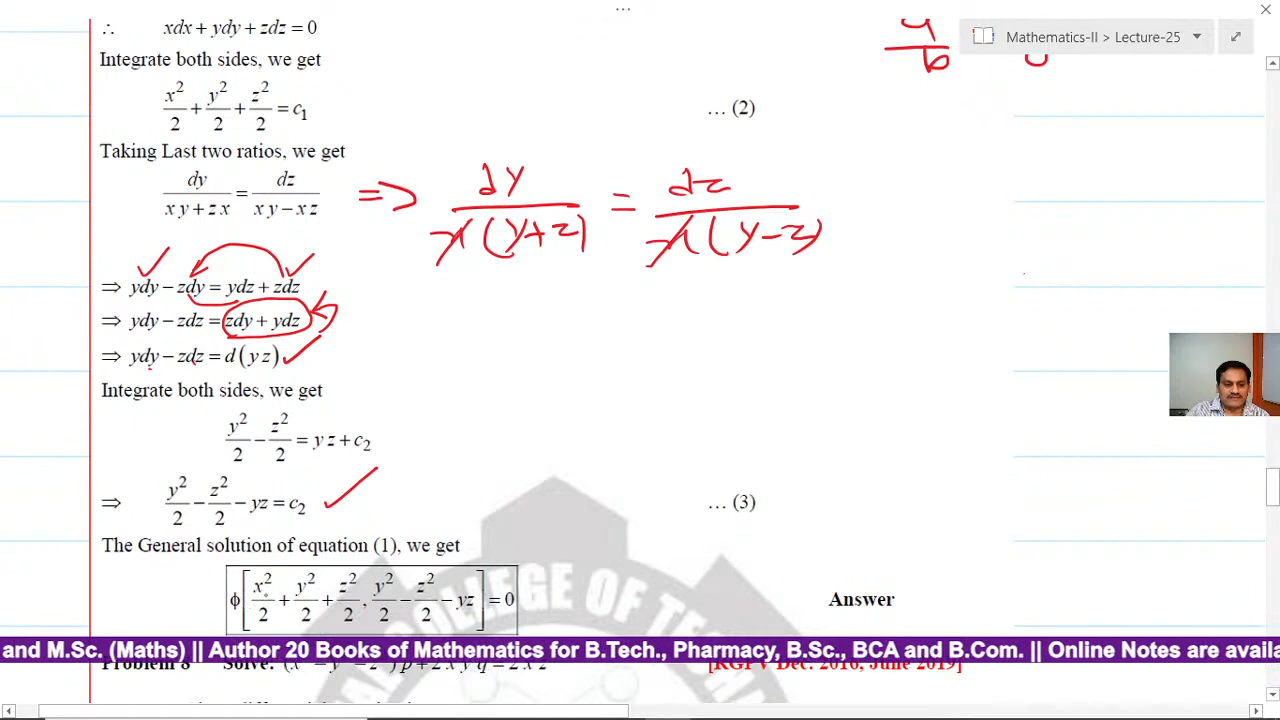 ∴ xdx + ydy + zdz = 0
Mathematics-II > Lecture-25
Integrate both sides, we get
x²/2 + y²/2 + z²/2 = c₁ … (2)
Taking Last two ratios, we get
dy/(xy + zx) = dz/(xy − xz) => dy/(x(y+z)) = dz/(x(y−z))
⇒ ydy − zdy = ydz + zdz
⇒ ydy − zdz = zdy + ydz
⇒ ydy − zdz = d(yz)
Integrate both sides, we get
y²/2 − z²/2 = yz + c₂
⇒ y²/2 − z²/2 − yz = c₂ … (3)
The General solution of equation (1), we get
ϕ[x²/2 + y²/2 + z²/2, y²/2 − z²/2 − yz] = 0 Answer
and M.Sc. (Maths) || Author 20 Books of Mathematics for B.Tech., Pharmacy, B.Sc., BCA and B.Com. || Online Notes are availa
COLLEGE OF TE